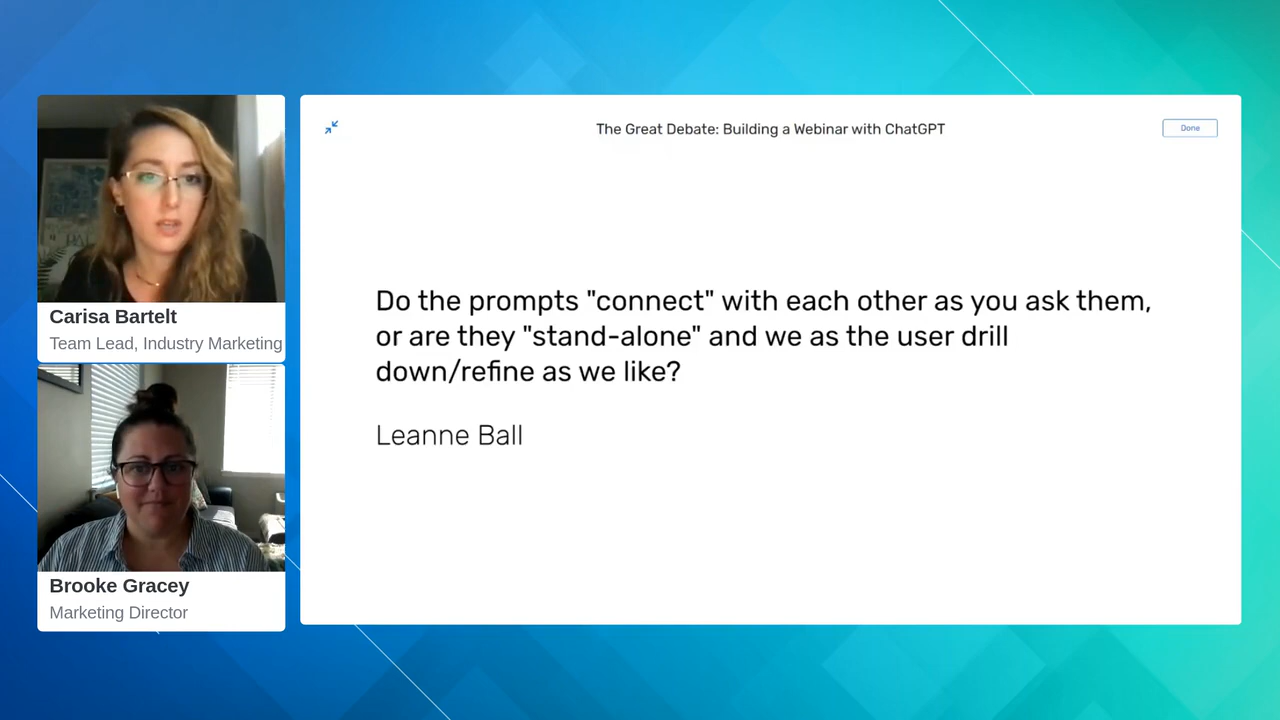 Carisa Bartelt
Team Lead, Industry Marketing
Brooke Gracey
Marketing Director
The Great Debate: Building a Webinar with ChatGPT
Done
Do the prompts "connect" with each other as you ask them,
or are they "stand-alone" and we as the user drill
down/refine as we like?
Leanne Ball